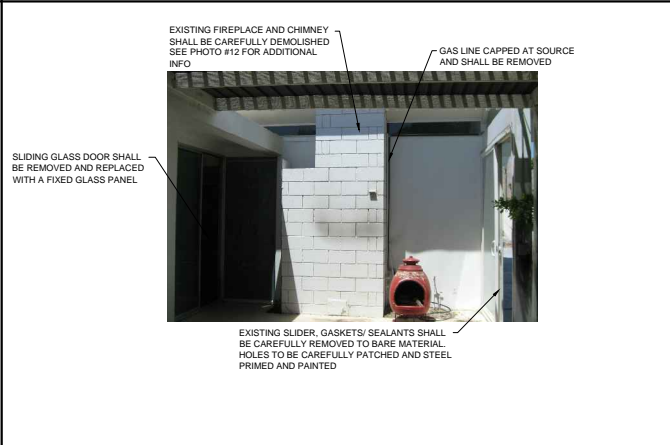 EXISTING FIREPLACE AND CHIMNEY
SHALL BE CAREFULLY DEMOLISHED
SEE PHOTO #12 FOR ADDITIONAL
INFO
GAS LINE CAPPED AT SOURCE
AND SHALL BE REMOVED
SLIDING GLASS DOOR SHALL
BE REMOVED AND REPLACED
WITH A FIXED GLASS PANEL
EXISTING SLIDER, GASKETS/ SEALANTS SHALL
BE CAREFULLY REMOVED TO BARE MATERIAL.
HOLES TO BE CAREFULLY PATCHED AND STEEL
PRIMED AND PAINTED